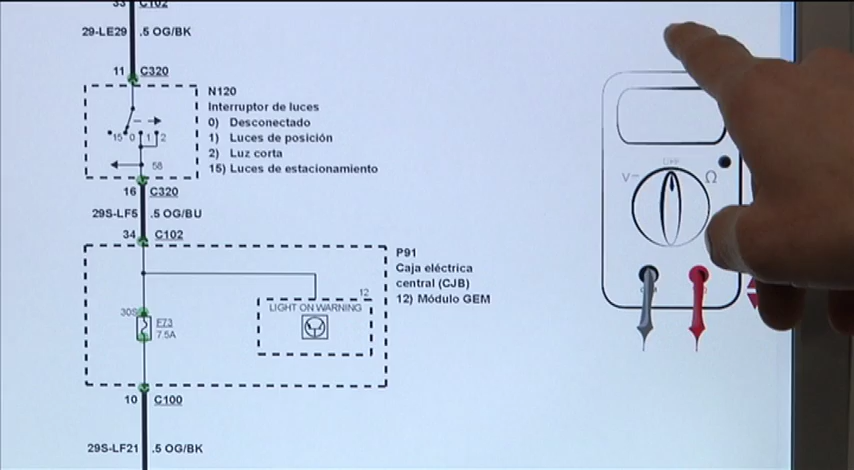 33 C102
29-LE29 .5 OG/BK
11 C320
N120
Interruptor de luces
0) Desconectado
1) Luces de posición
2) Luz corta
15) Luces de estacionamiento
15 0 1 2
58
16 C320
29S-LF5 .5 OG/BU
34 C102
P91
Caja eléctrica
central (CJB)
12) Módulo GEM
12
LIGHT ON WARNING
30S
F73
7.5A
10 C100
29S-LF21 .5 OG/BK
OFF
V
Ω